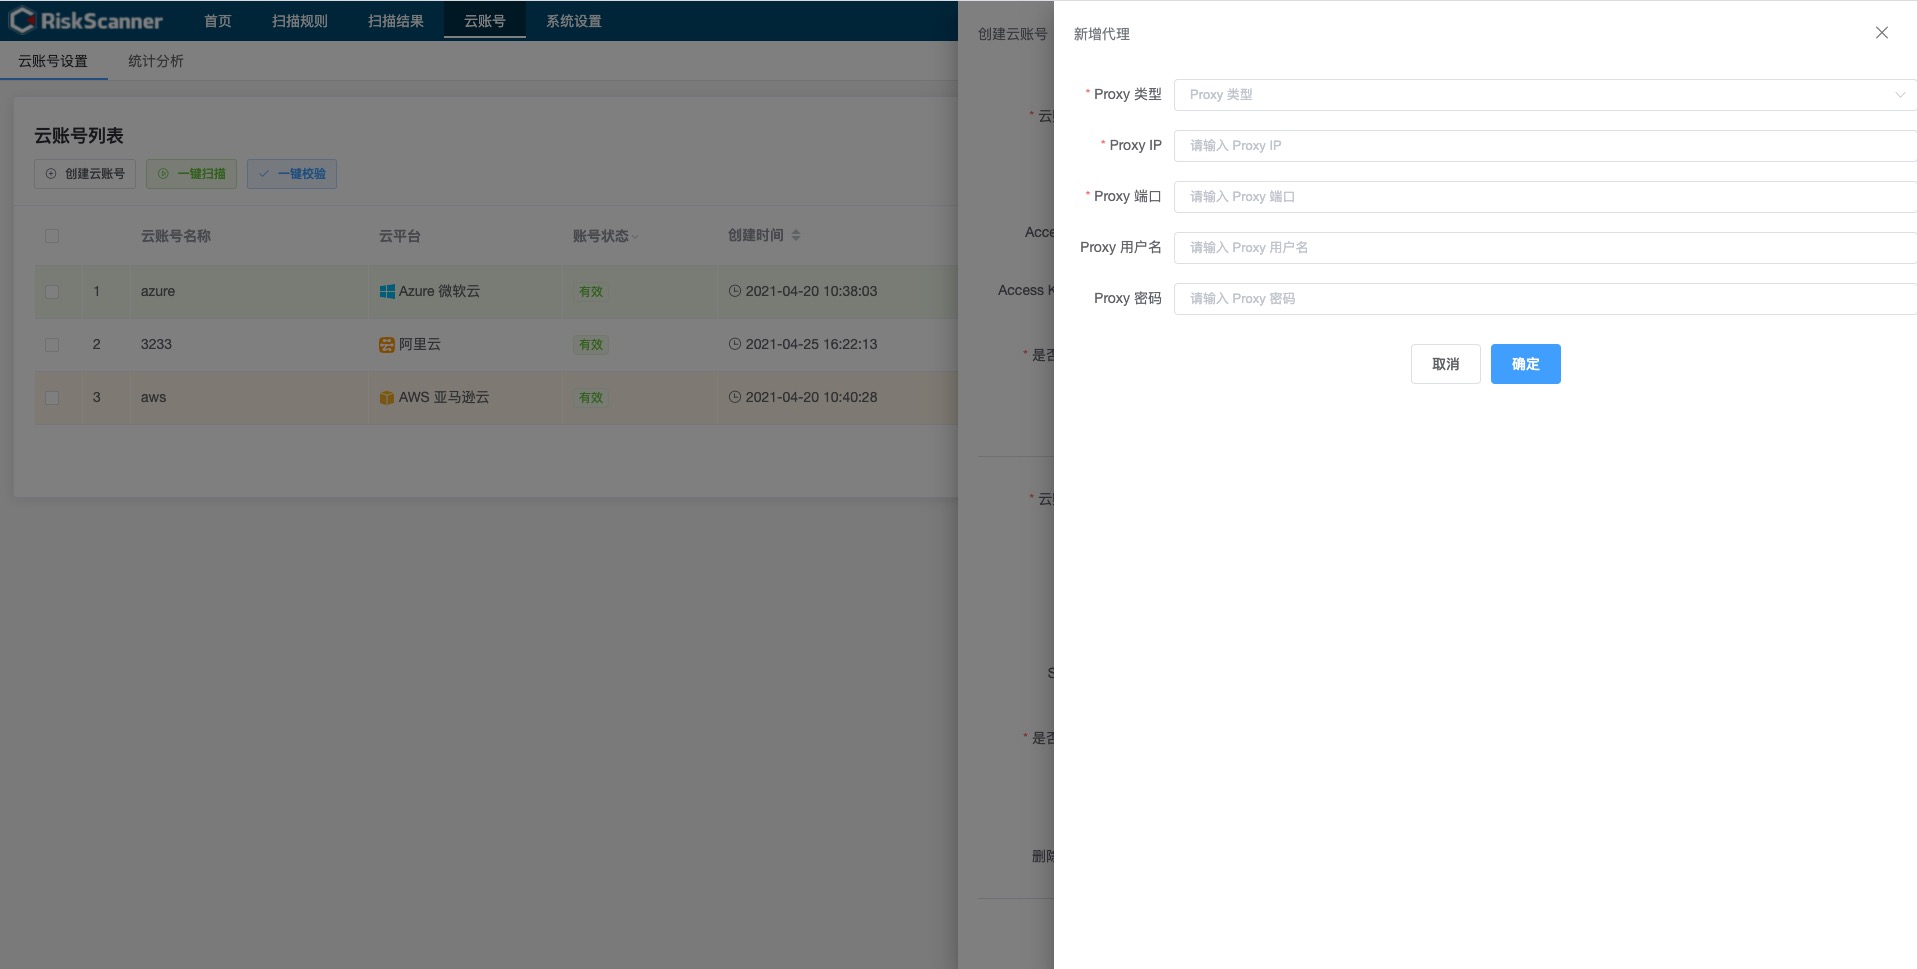 RiskScanner 首页 扫描规则 扫描结果 云账号 系统设置
云账号设置 统计分析
云账号列表
创建云账号 一键扫描 一键校验
云账号名称 云平台 账号状态 创建时间
1 azure Azure 微软云 有效 2021-04-20 10:38:03
2 3233 阿里云 有效 2021-04-25 16:22:13
3 aws AWS 亚马逊云 有效 2021-04-20 10:40:28
创建云账号
* 云
Acce
Access K
* 是否
* 云
S
* 是否
删除
新增代理
* Proxy 类型 Proxy 类型
* Proxy IP 请输入 Proxy IP
* Proxy 端口 请输入 Proxy 端口
Proxy 用户名 请输入 Proxy 用户名
Proxy 密码 请输入 Proxy 密码
取消 确定